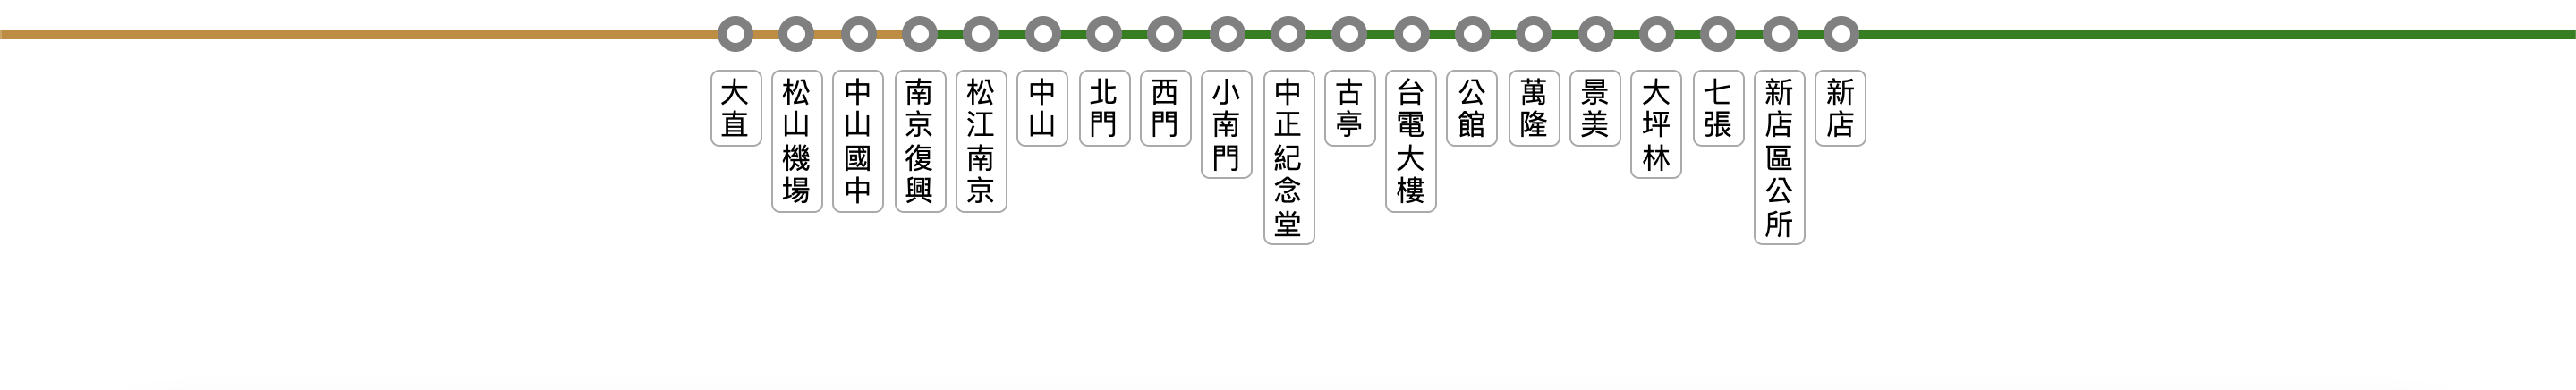 大直
松山機場
中山國中
南京復興
松江南京
中山
北門
西門
小南門
中正紀念堂
古亭
台電大樓
公館
萬隆
景美
大坪林
七張
新店區公所
新店